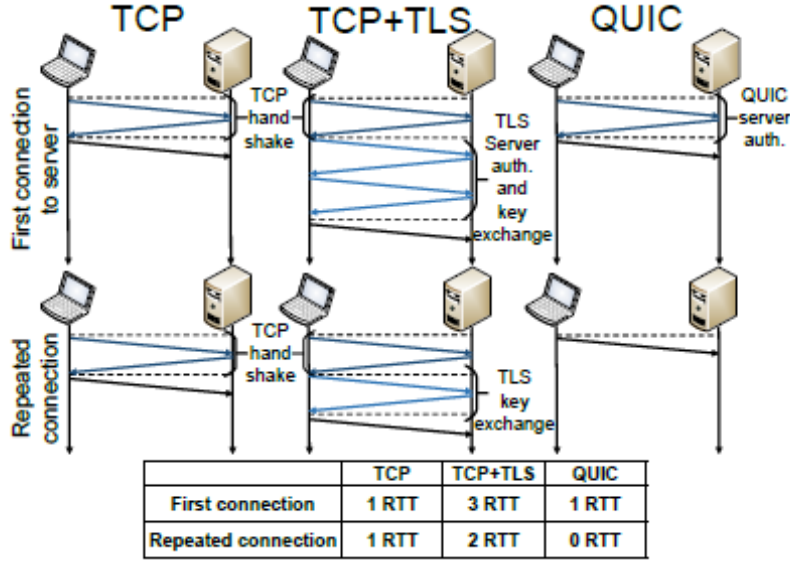 TCP TCP+TLS QUIC
First connection
to server
TCP
hand
shake
TLS
Server
auth.
and
key
exchange
QUIC
server
auth.
Repeated
connection
TCP
hand
shake
TLS
key
exchange
TCP TCP+TLS QUIC
First connection 1 RTT 3 RTT 1 RTT
Repeated connection 1 RTT 2 RTT 0 RTT